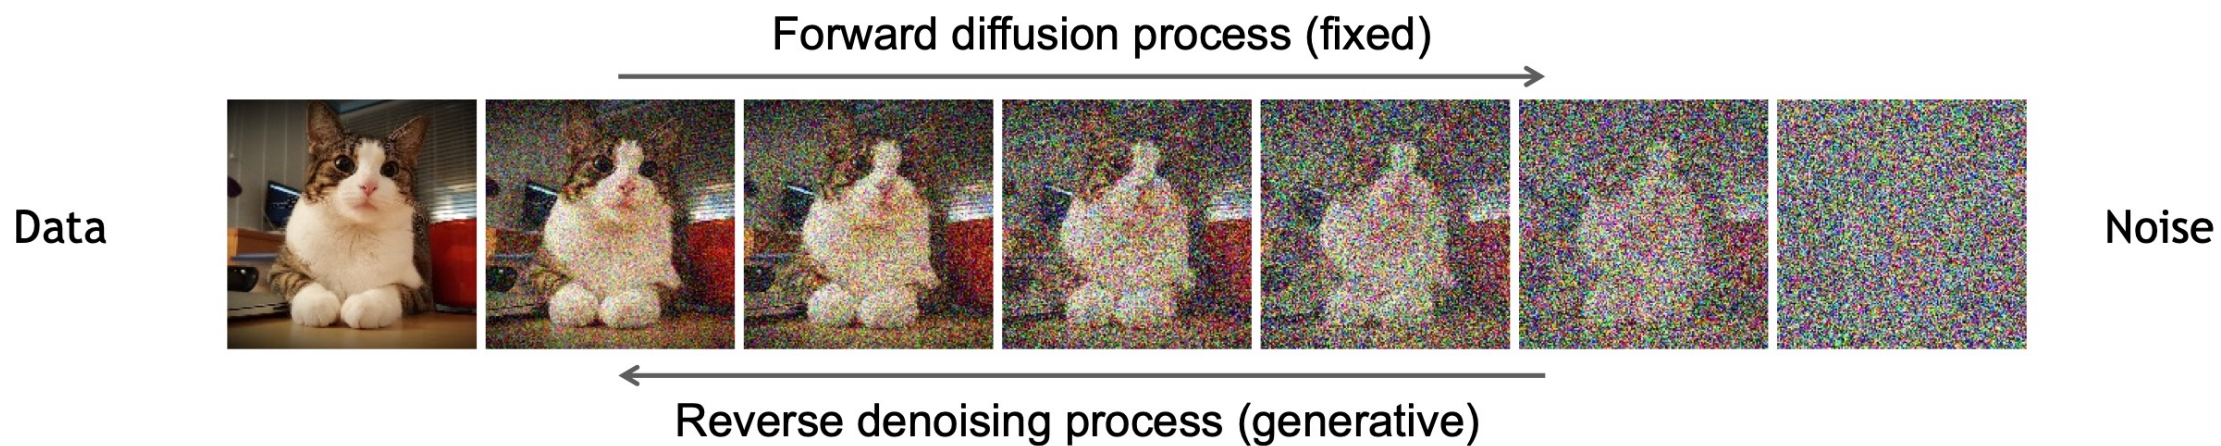 Forward diffusion process (fixed)
Data
Noise
Reverse denoising process (generative)